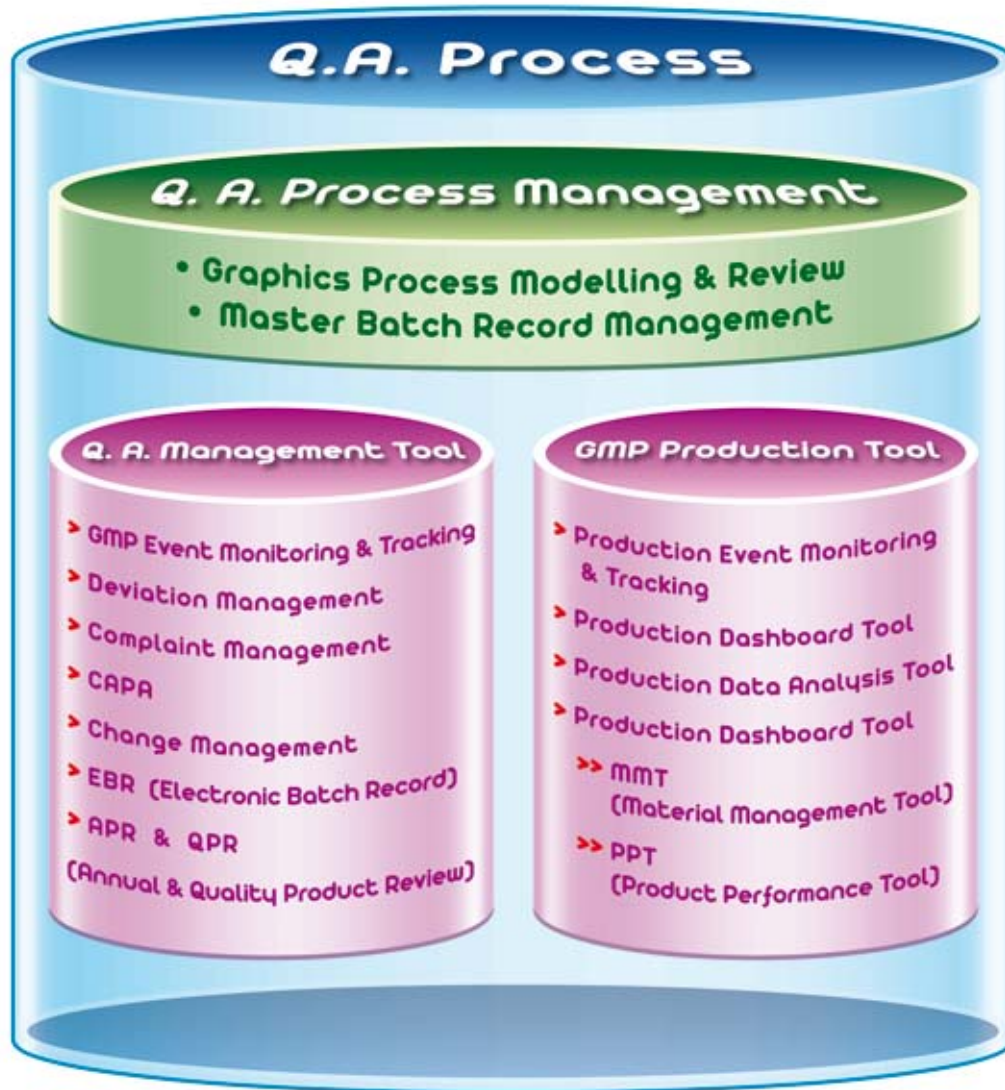 Q.A. Process
Q. A. Process Management
• Graphics Process Modelling & Review
• Master Batch Record Management
Q. A. Management Tool
> GMP Event Monitoring & Tracking
> Deviation Management
> Complaint Management
> CAPA
> Change Management
> EBR (Electronic Batch Record)
> APR & QPR
(Annual & Quality Product Review)
GMP Production Tool
> Production Event Monitoring
& Tracking
> Production Dashboard Tool
> Production Data Analysis Tool
> Production Dashboard Tool
>> MMT
(Material Management Tool)
>> PPT
(Product Performance Tool)